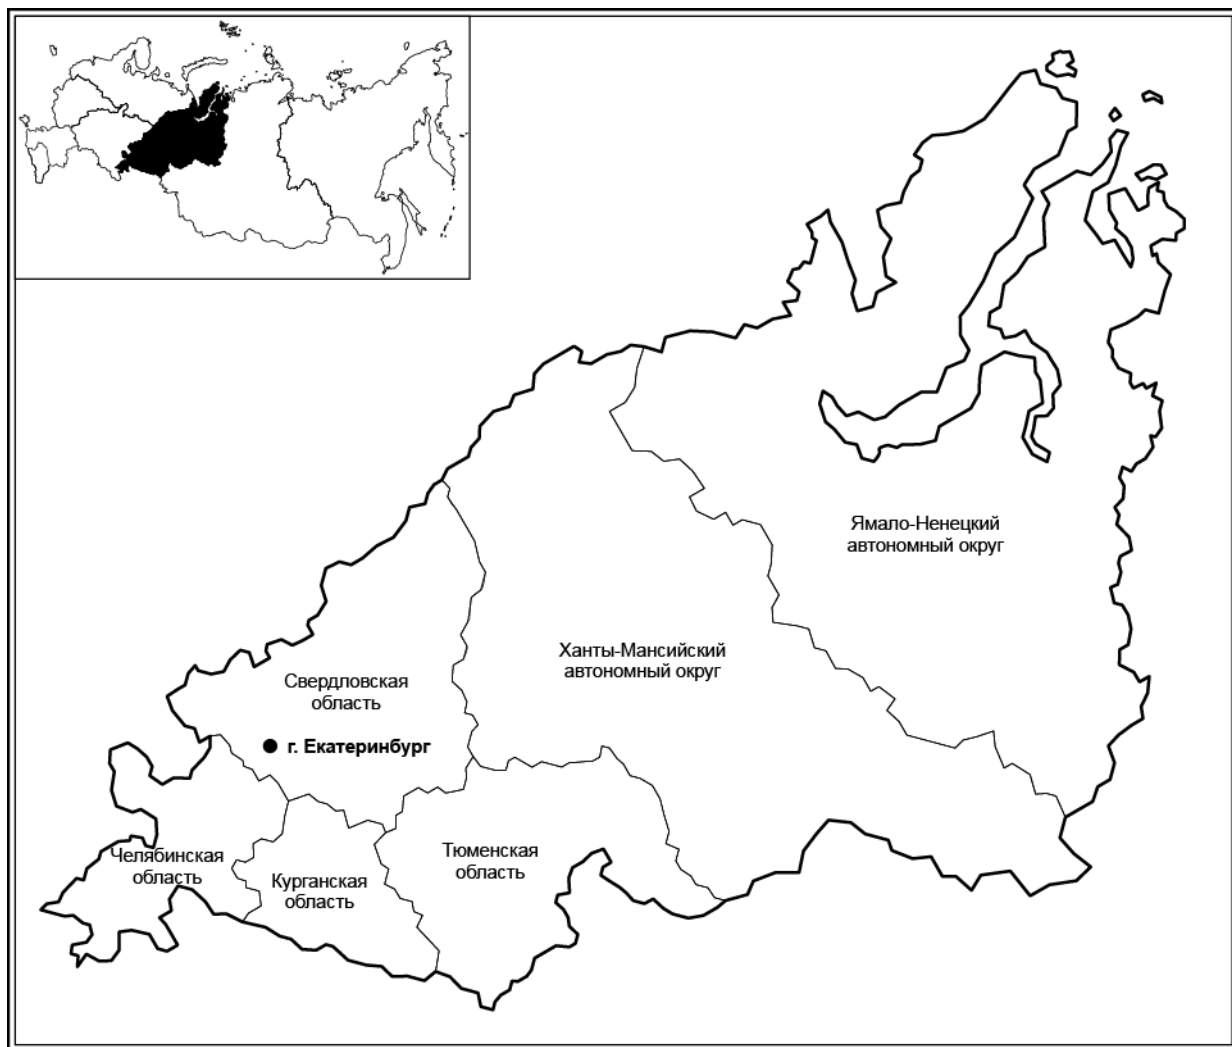 Ямало-Ненецкий
автономный округ
Ханты-Мансийский
автономный округ
Свердловская
область
г. Екатеринбург
Челябинская
область
Курганская
область
Тюменская
область